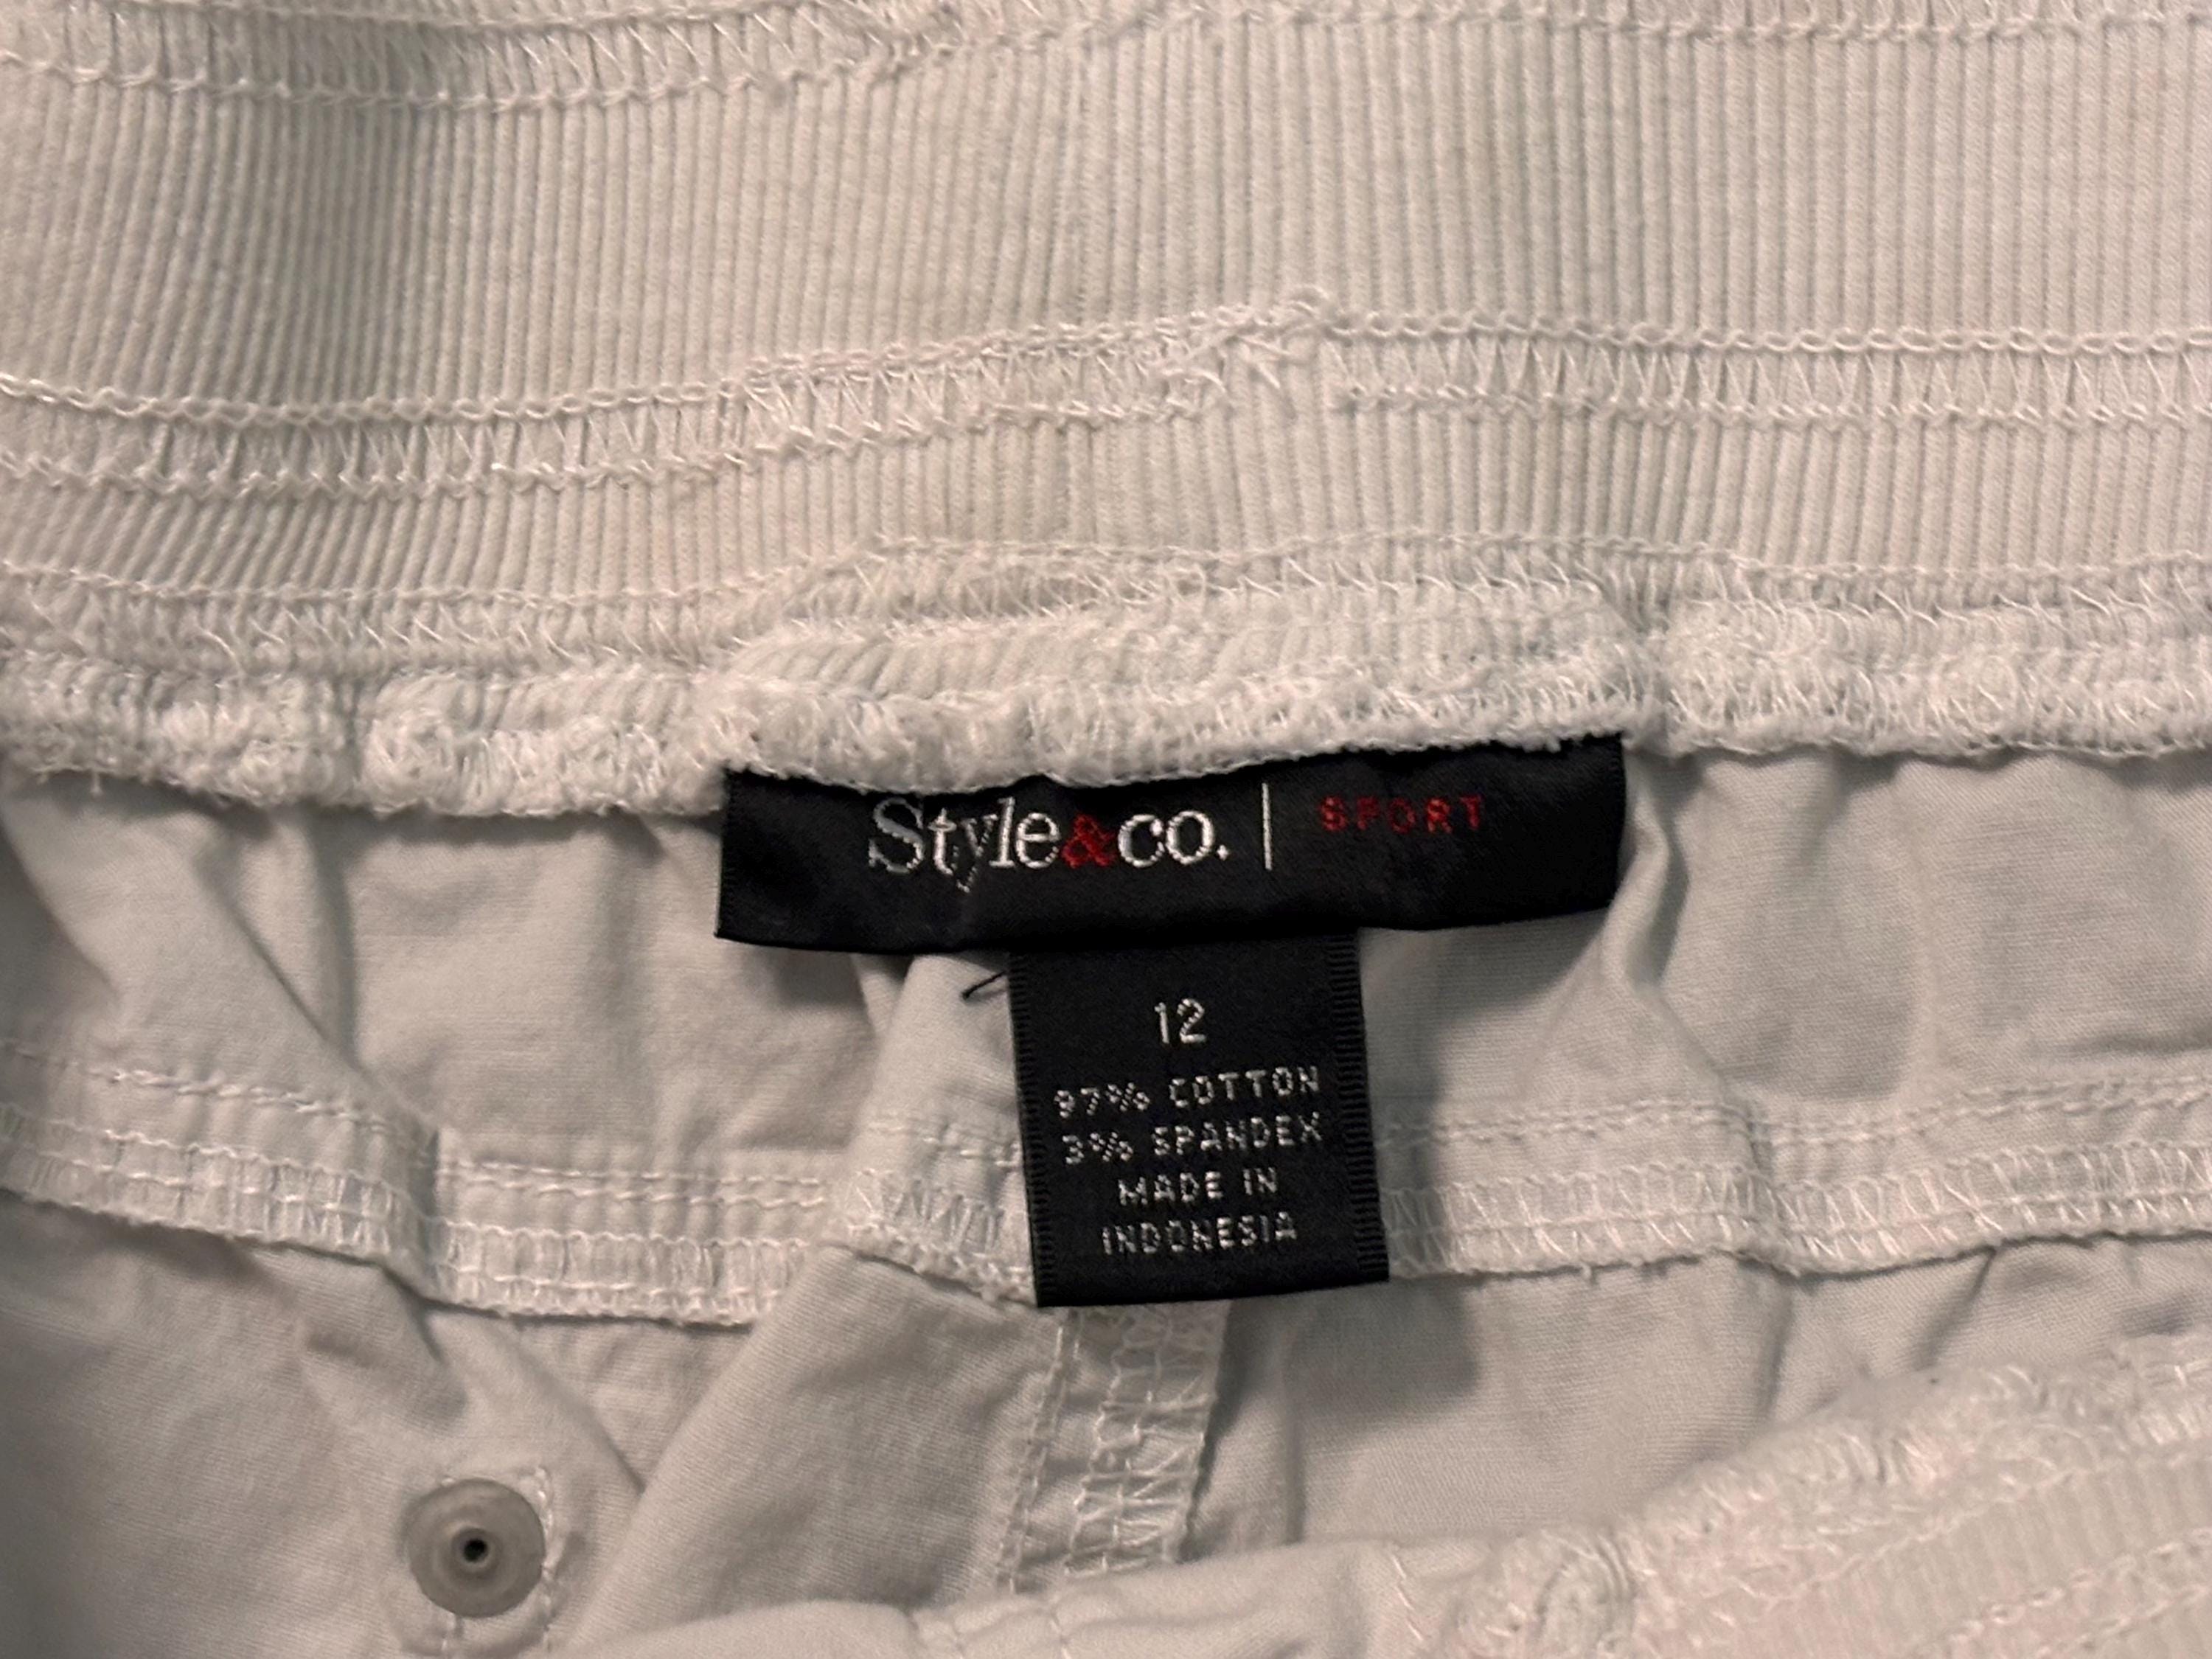 Style&co. | SPORT
12
97% COTTON
3% SPANDEX
MADE IN
INDONESIA